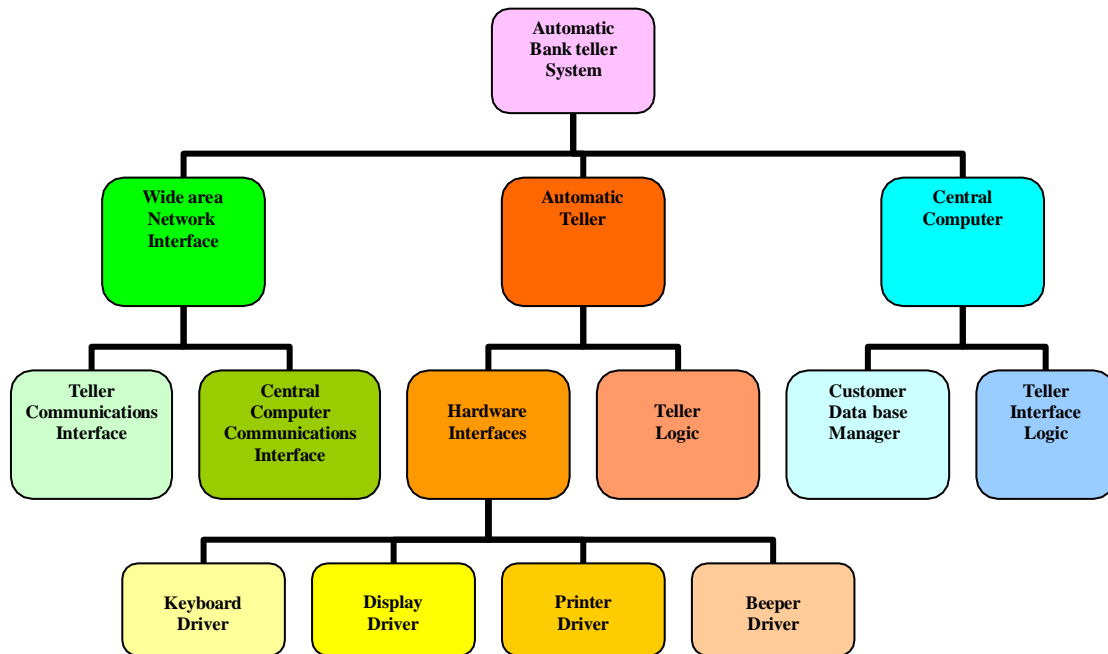 Automatic
Bank teller
System
Wide area
Network
Interface
Automatic
Teller
Central
Computer
Teller
Communications
Interface
Central
Computer
Communications
Interface
Hardware
Interfaces
Teller
Logic
Customer
Data base
Manager
Teller
Interface
Logic
Keyboard
Driver
Display
Driver
Printer
Driver
Beeper
Driver